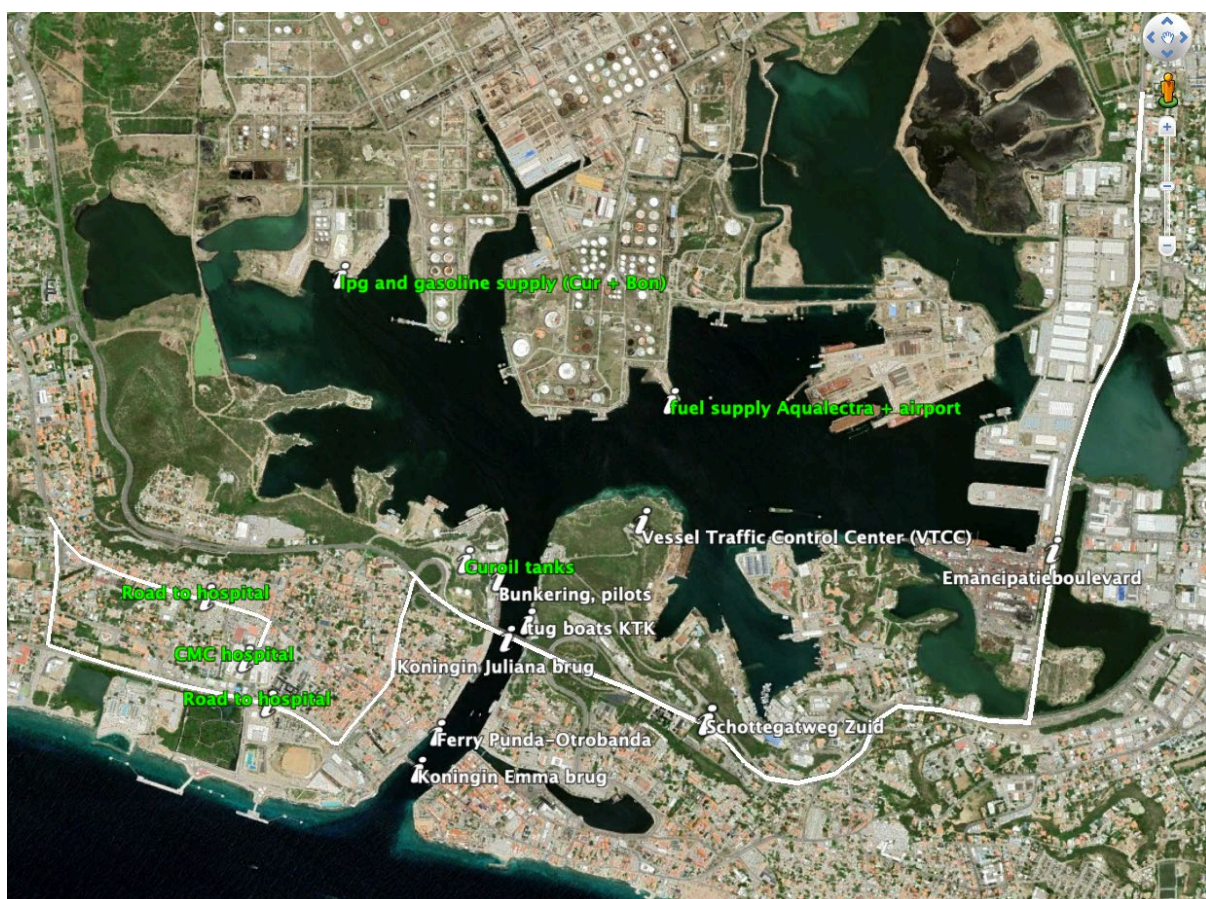 lpg and gasoline supply (Cur + Bon)
fuel supply Aqualectra + airport
Vessel Traffic Control Center (VTCC)
Curoil tanks
Emancipatieboulevard
Road to hospital
Bunkering, pilots
tug boats KTK
CMC hospital
Koningin Juliana brug
Road to hospital
Schottegatweg Zuid
Ferry Punda-Otrobanda
Koningin Emma brug